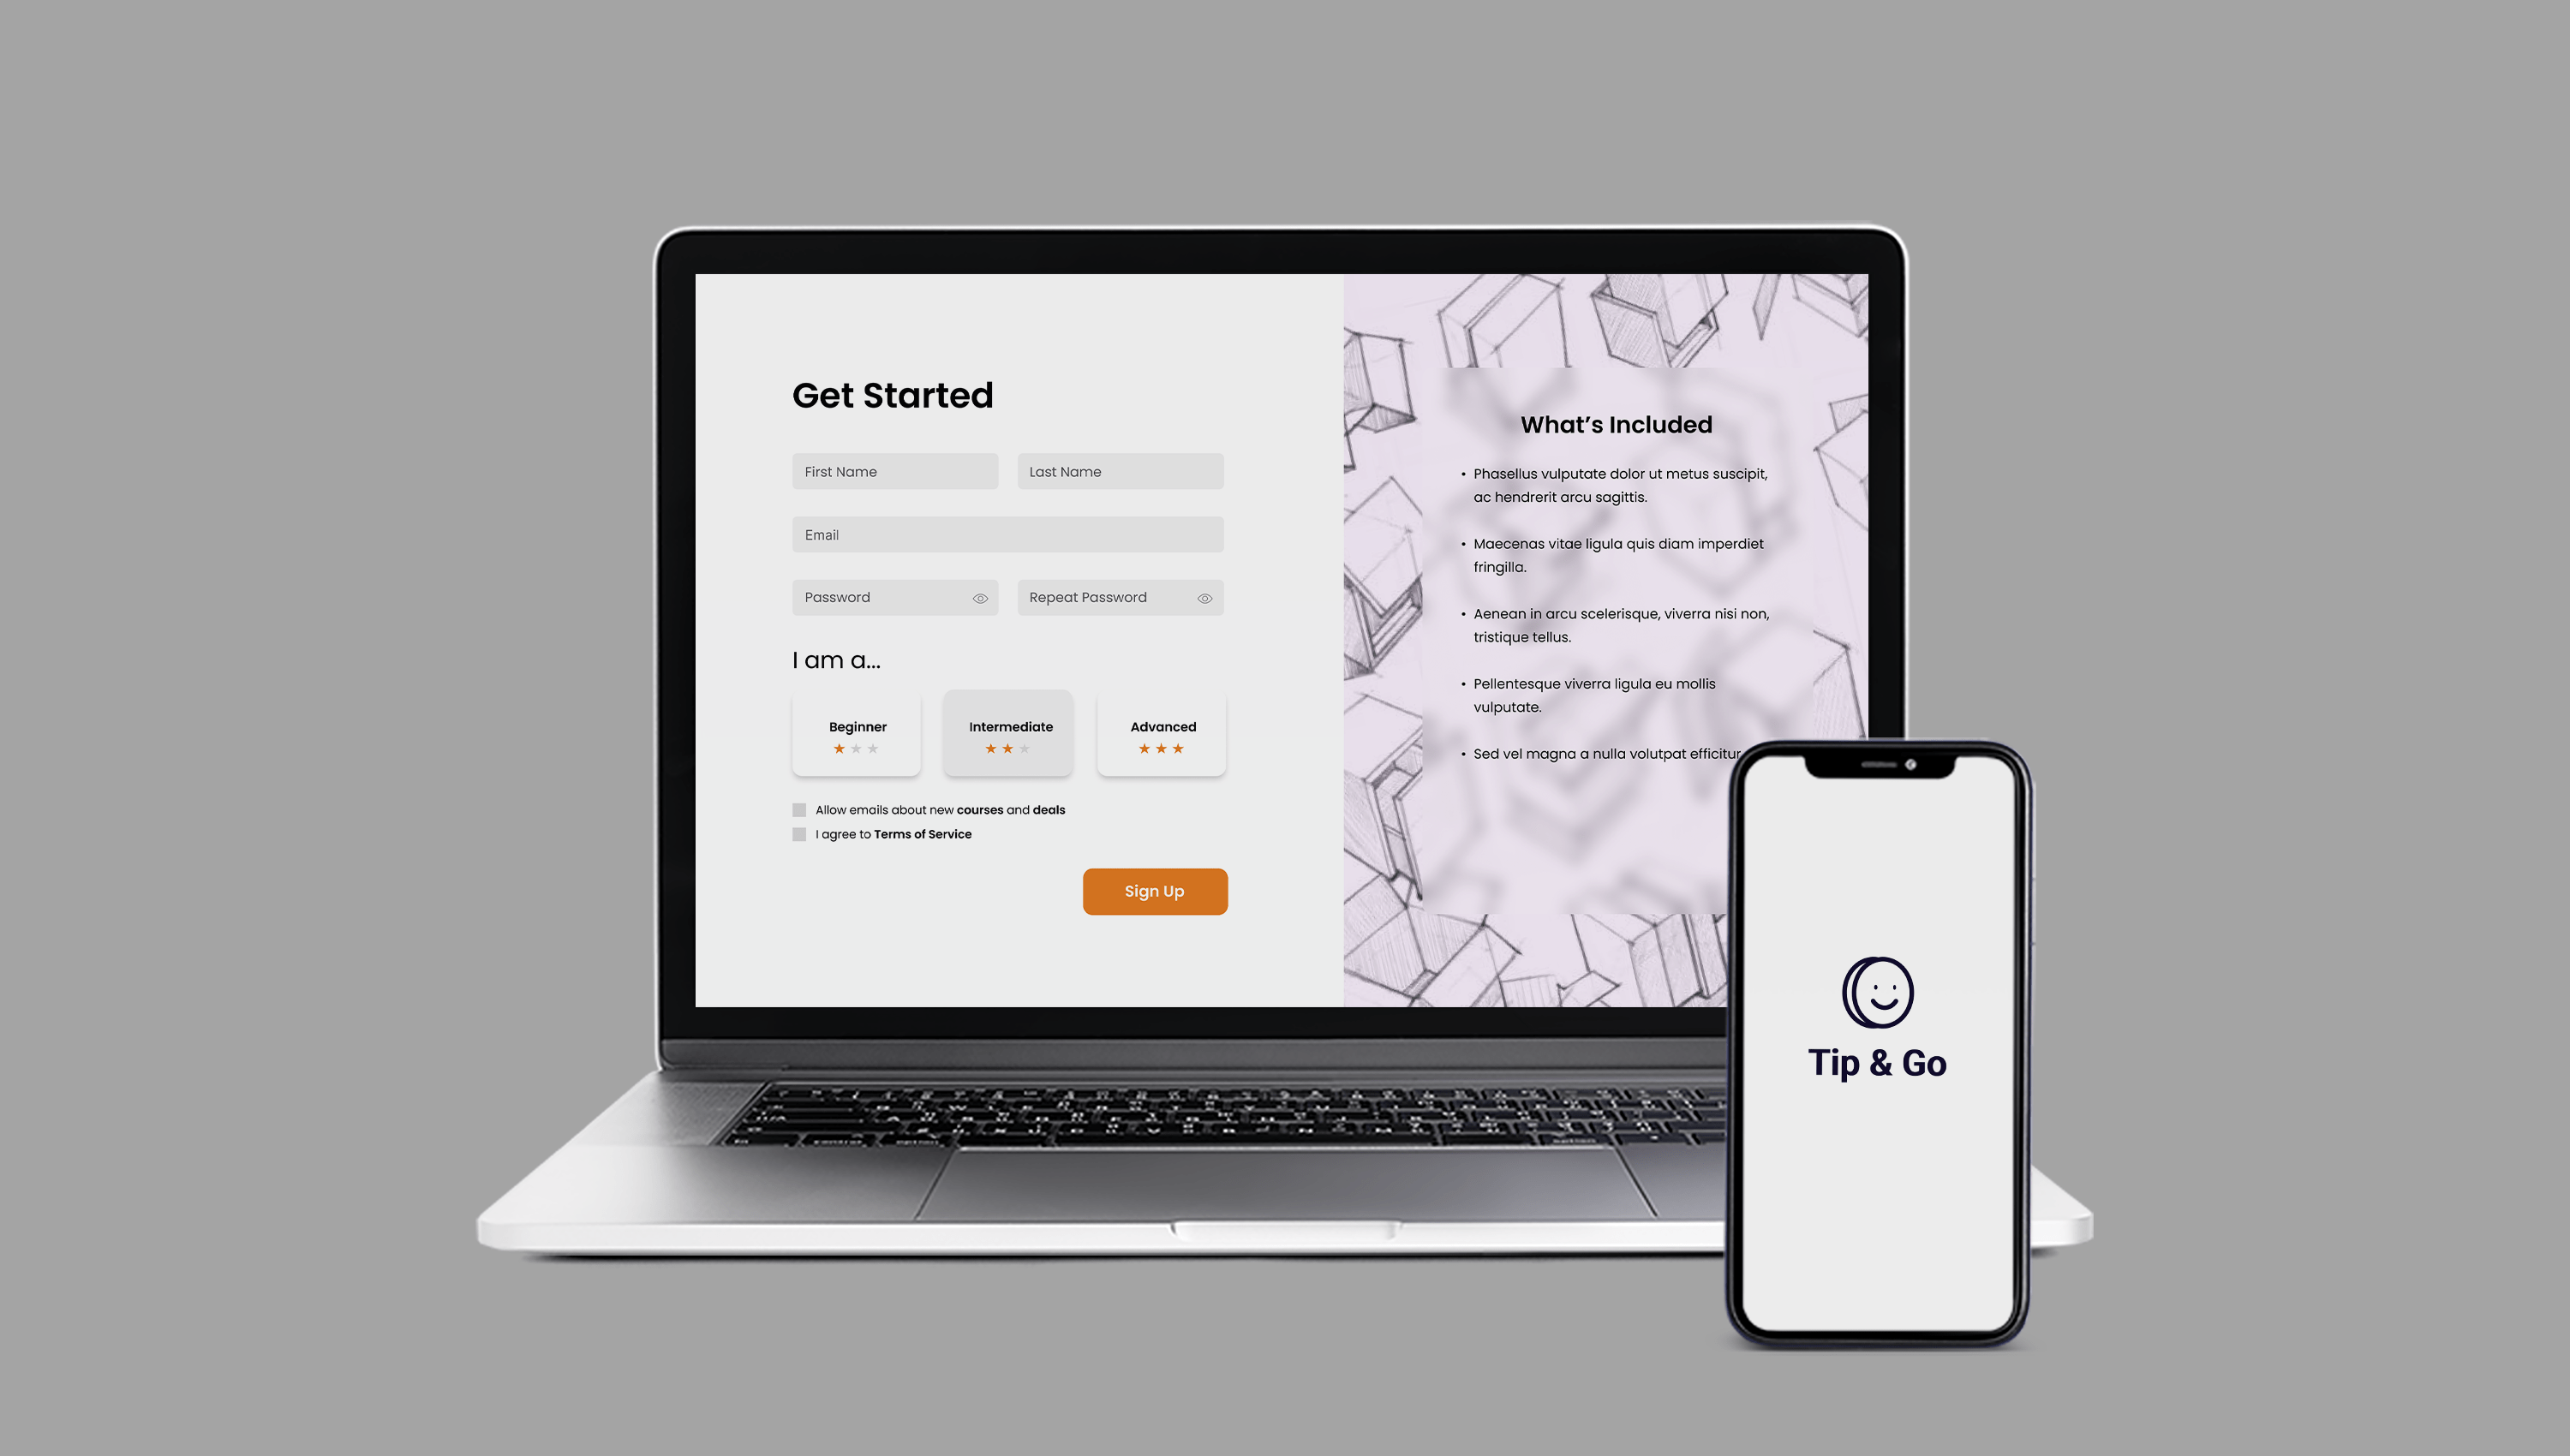 Get Started
First Name
Last Name
Email
Password
Repeat Password
I am a...
Beginner
Intermediate
Advanced
Allow emails about new courses and deals
I agree to Terms of Service
Sign Up
What’s Included
• Phasellus vulputate dolor ut metus suscipit,
ac hendrerit arcu sagittis.
• Maecenas vitae ligula quis diam imperdiet
fringilla.
• Aenean in arcu scelerisque, viverra nisi non,
tristique tellus.
• Pellentesque viverra ligula eu mollis
vulputate.
• Sed vel magna a nulla volutpat efficitur
Tip & Go